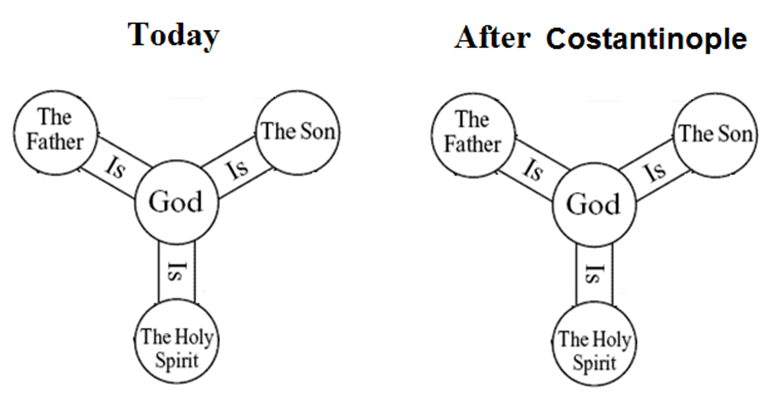 Today
The
Father
Is
Is
The Son
God
Is
The Holy
Spirit
After Costantinople
The
Father
Is
Is
The Son
God
Is
The Holy
Spirit